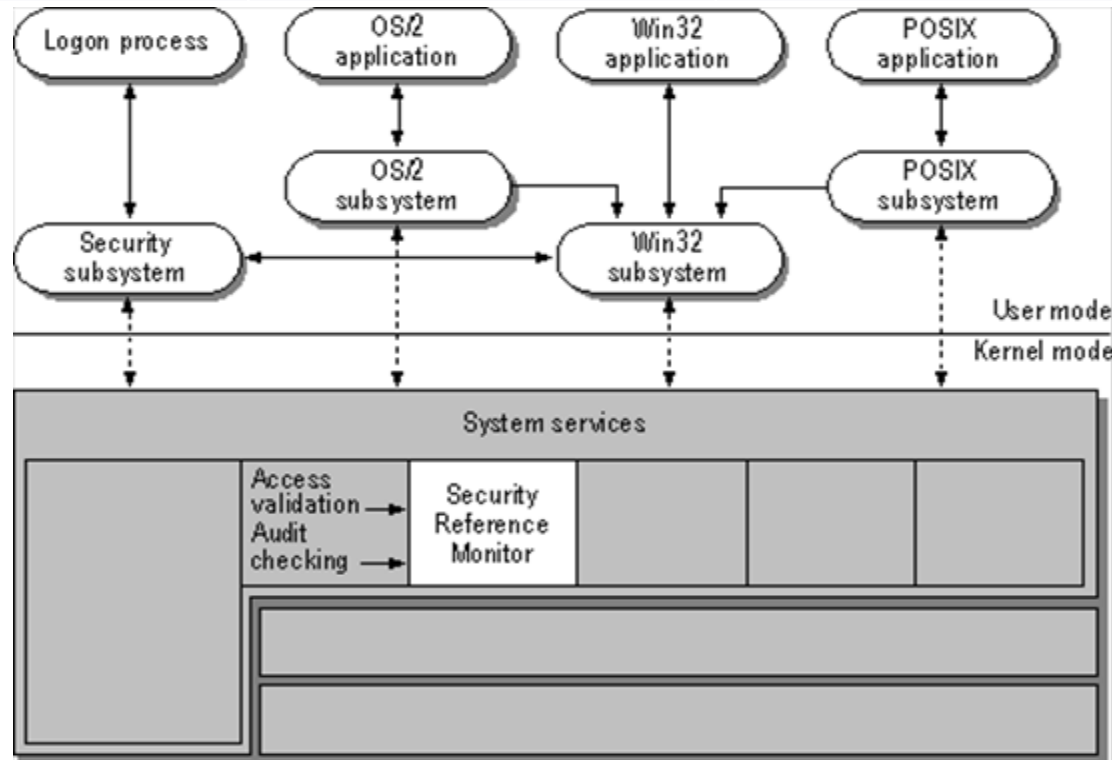 Logon process
OS/2
application
Win32
application
POSIX
application
OS/2
subsystem
POSIX
subsystem
Security
subsystem
Win32
subsystem
User mode
Kernel mode
System services
Access
validation
Audit
checking
Security
Reference
Monitor